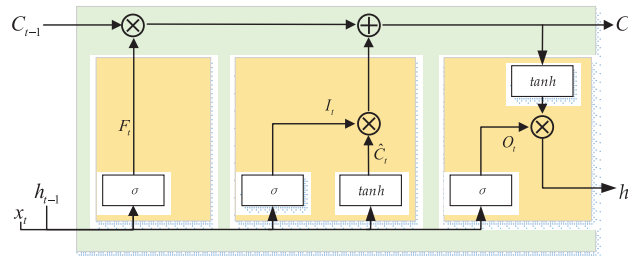 C_{t-1}
C
tanh
I_t
F_t
O_t
Ĉ_t
h_{t-1}
σ
σ
tanh
σ
h
x_t